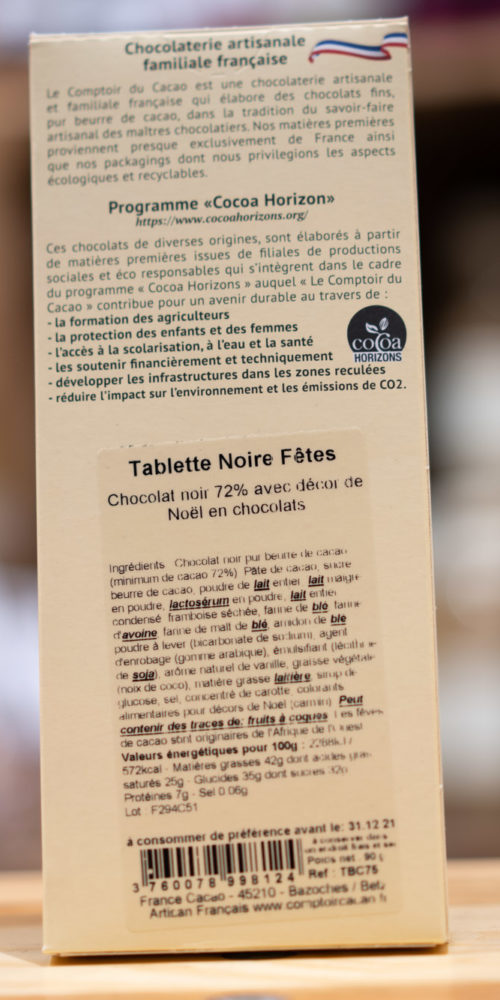 Chocolaterie artisanale
familiale française
Le Comptoir du Cacao est une chocolaterie artisanale
et familiale française qui élabore des chocolats fins,
pur beurre de cacao, dans la tradition du savoir-faire
artisanal des maîtres chocolatiers. Nos matières premières
proviennent presque exclusivement de France ainsi
que nos packagings dont nous privilegions les aspects
écologiques et recyclables.
Programme «Cocoa Horizon»
https://www.cocoahorizons.org/
Ces chocolats de diverses origines, sont élaborés à partir
de matières premières issues de filiales de productions
sociales et éco responsables qui s'intègrent dans le cadre
du programme « Cocoa Horizons » auquel « Le Comptoir du
Cacao » contribue pour un avenir durable au travers de :
- la formation des agriculteurs
- la protection des enfants et des femmes
- l'accès à la scolarisation, à l'eau et la santé
- les soutenir financièrement et techniquement
- développer les infrastructures dans les zones reculées
- réduire l'impact sur l'environnement et les émissions de CO2.
cocoa
HORIZONS
Tablette Noire Fêtes
Chocolat noir 72% avec décor de
Noël en chocolats
Ingrédients Chocolat noir pur beurre de cacao
(minimum de cacao 72%) Pâte de cacao, sucre
beurre de cacao, poudre de lait entier, lait maigre
en poudre, lactosérum en poudre, lait entier
condensé framboise séchée, farine de blé farine
d'avoine farine de malt de blé, amidon de blé
poudre à lever (bicarbonate de sodium), agent
d'enrobage (gomme arabique), émulsifiant (lécithine
de soja), arôme naturel de vanille, graisse végétale
(noix de coco), matière grasse laitière, sirop de
glucose, sel, concentré de carotte, colorants
alimentaires pour décors de Noel (carmin) Peut
contenir des traces de: fruits à coques Les fèves
de cacao sont originaires de l'Afrique de l'ouest
Valeurs énergétiques pour 100g :
572kcal - Matières grasses 42g dont acides gras
saturés 25g - Glucides 35g dont sucres 32g
Protéines 7g - Sel 0.06g
Lot : F294C51
à consommer de préférence avant le: 31.12.21
Poids net : 90g
Ref : TBC75
3 760078 998124
France Cacao - 45210 - Bazoches / Betz
Artisan Français www.comptoircacao.fr